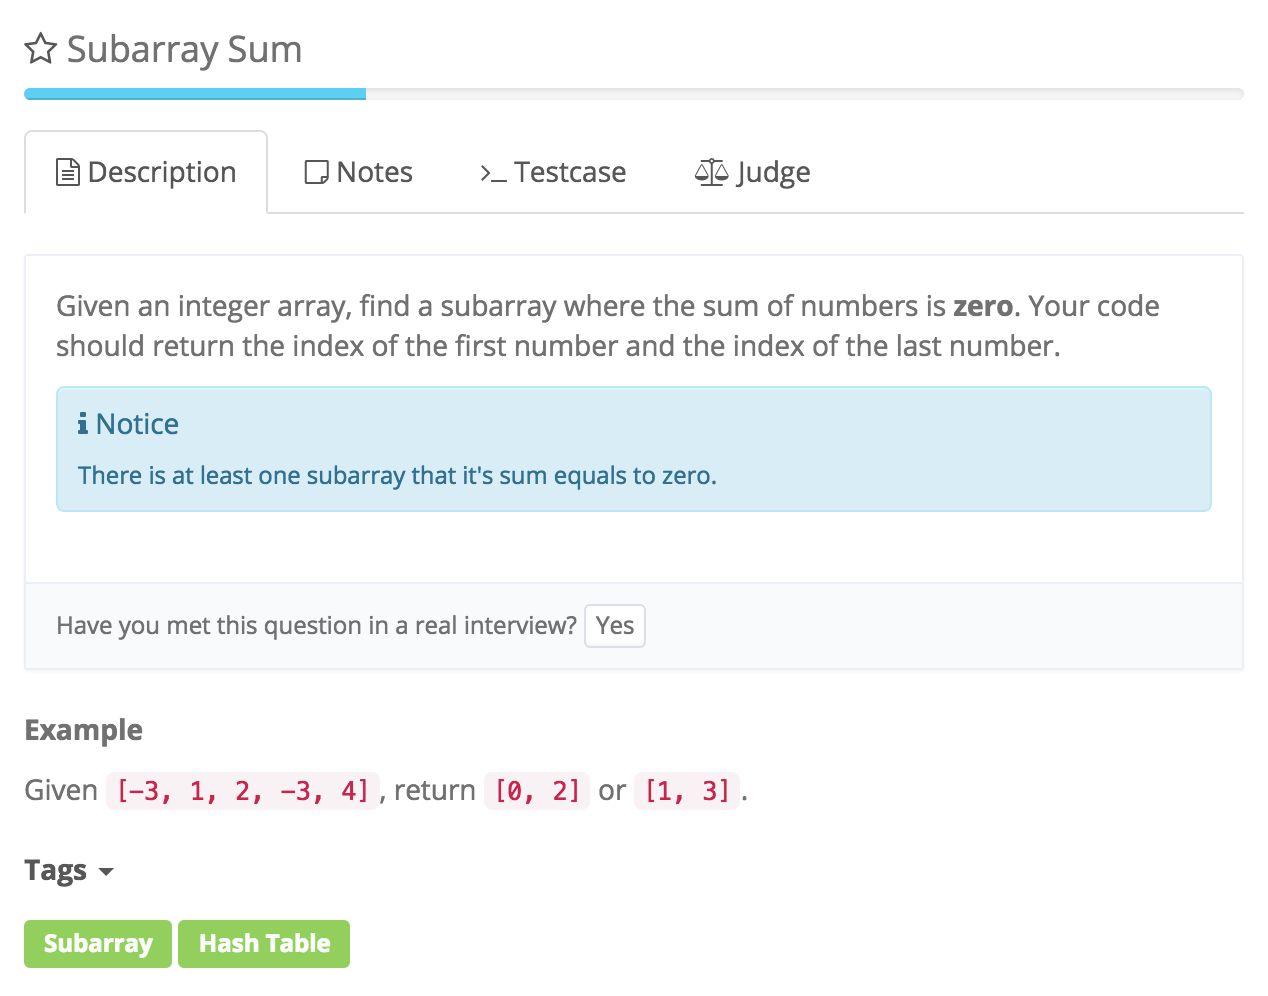 Subarray Sum
Description Notes Testcase Judge
Given an integer array, find a subarray where the sum of numbers is zero. Your code
should return the index of the first number and the index of the last number.
Notice
There is at least one subarray that it's sum equals to zero.
Have you met this question in a real interview? Yes
Example
Given [-3, 1, 2, -3, 4], return [0, 2] or [1, 3].
Tags
Subarray Hash Table